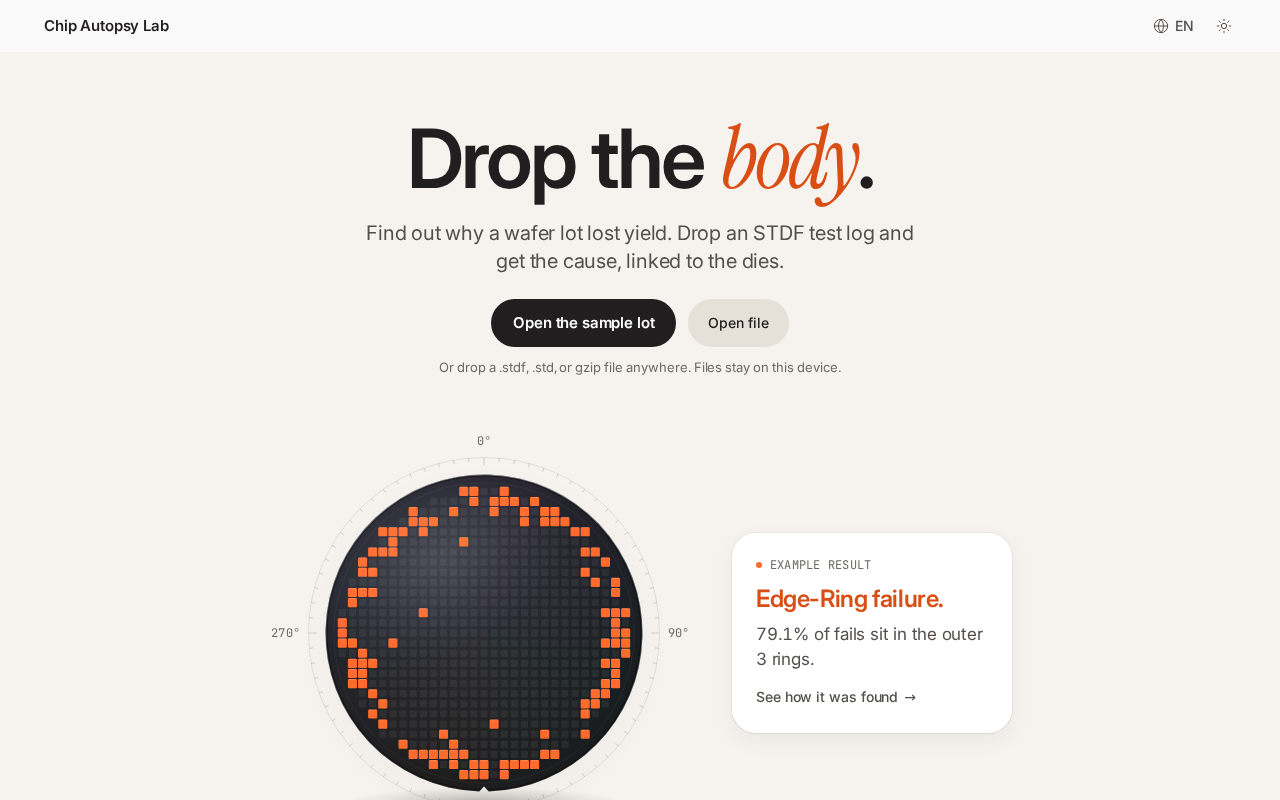 Chip Autopsy Lab
EN
Drop the body.
Find out why a wafer lot lost yield. Drop an STDF test log and
get the cause, linked to the dies.
Open the sample lot
Open file
Or drop a .stdf, .std, or gzip file anywhere. Files stay on this device.
0°
270°
90°
EXAMPLE RESULT
Edge-Ring failure.
79.1% of fails sit in the outer
3 rings.
See how it was found →